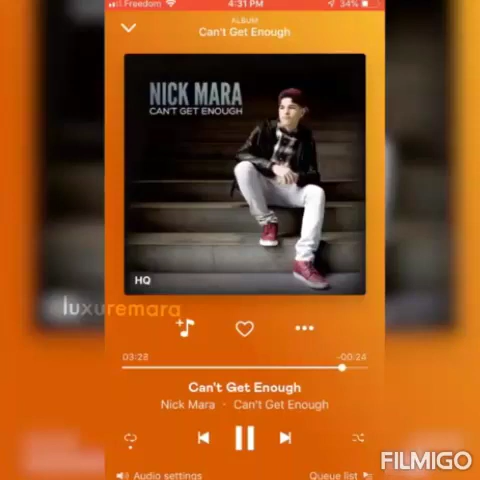 Freedom 4:31 PM 34%
ALBUM
Can't Get Enough
NICK MARA
CAN'T GET ENOUGH
HQ
luxuremara
03:28 -00:24
Can't Get Enough
Nick Mara · Can't Get Enough
Audio settings Queue list
FILMIGO